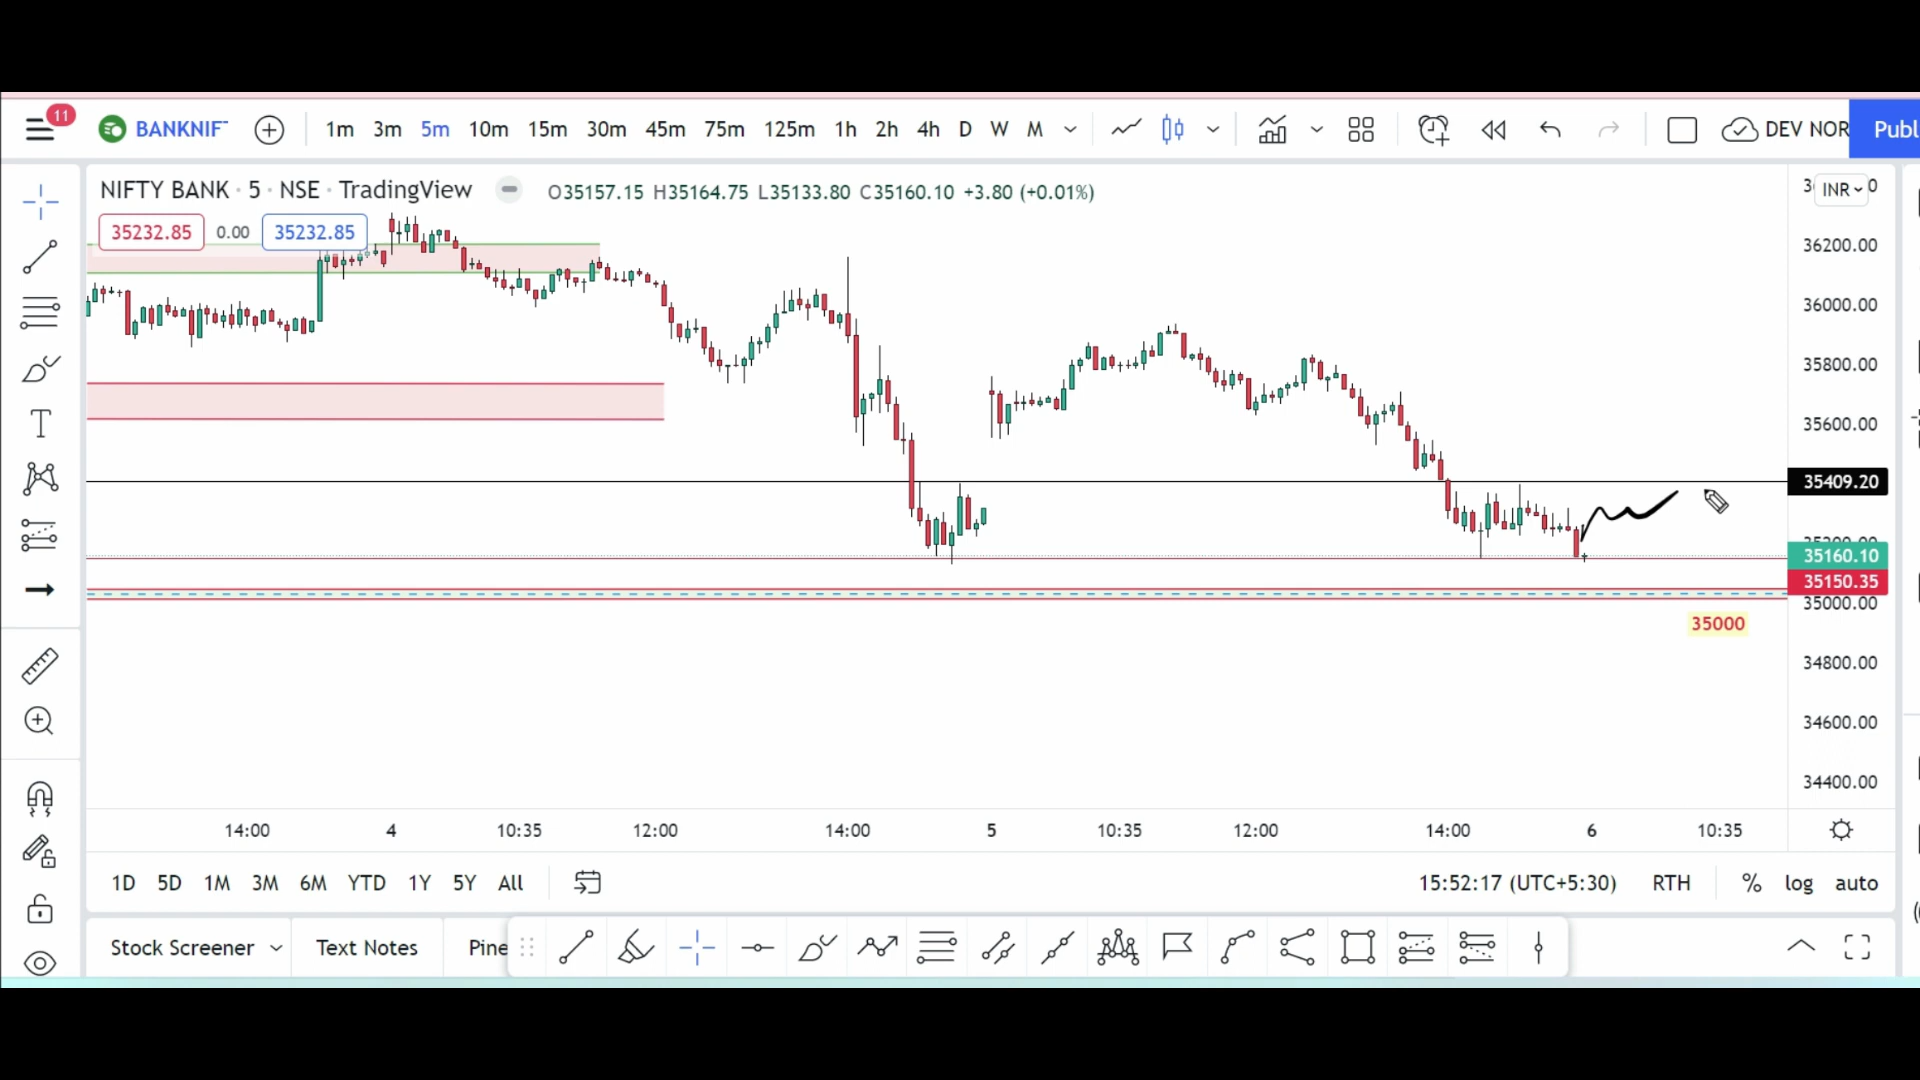 11
BANKNIF 1m 3m 5m 10m 15m 30m 45m 75m 125m 1h 2h 4h D W M DEV NOR Publ
NIFTY BANK · 5 · NSE · TradingView O35157.15 H35164.75 L35133.80 C35160.10 +3.80 (+0.01%)
INR
35232.85 0.00 35232.85
36200.00
36000.00
35800.00
35600.00
35409.20
35160.10
35150.35
35000.00
35000
34800.00
34600.00
34400.00
14:00 4 10:35 12:00 14:00 5 10:35 12:00 14:00 6 10:35
1D 5D 1M 3M 6M YTD 1Y 5Y All 15:52:17 (UTC+5:30) RTH % log auto
Stock Screener Text Notes Pine